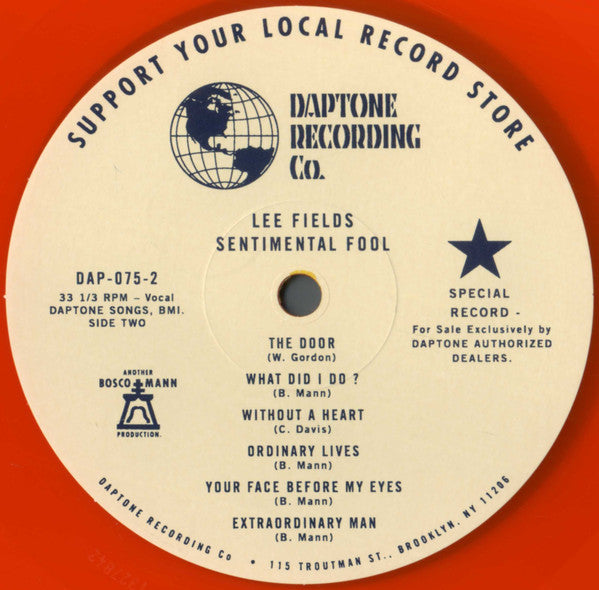 SUPPORT YOUR LOCAL RECORD STORE
DAPTONE
RECORDING
Co.
LEE FIELDS
SENTIMENTAL FOOL
DAP-075-2
33 1/3 RPM – Vocal
DAPTONE SONGS, BMI.
SIDE TWO
SPECIAL
RECORD -
For Sale Exclusively by
DAPTONE AUTHORIZED
DEALERS.
ANOTHER
BOSCO MANN
PRODUCTION.
THE DOOR
(W. Gordon)
WHAT DID I DO ?
(B. Mann)
WITHOUT A HEART
(C. Davis)
ORDINARY LIVES
(B. Mann)
YOUR FACE BEFORE MY EYES
(B. Mann)
EXTRAORDINARY MAN
(B. Mann)
DAPTONE RECORDING Co • 115 TROUTMAN ST., BROOKLYN, NY 11206